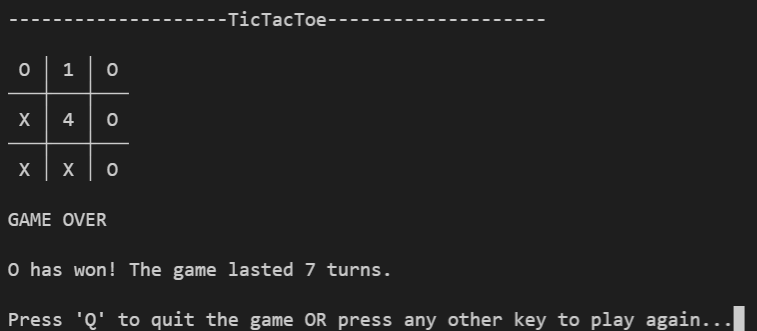 --------------------TicTacToe--------------------
O | 1 | O
X | 4 | O
X | X | O
GAME OVER
O has won! The game lasted 7 turns.
Press 'Q' to quit the game OR press any other key to play again...